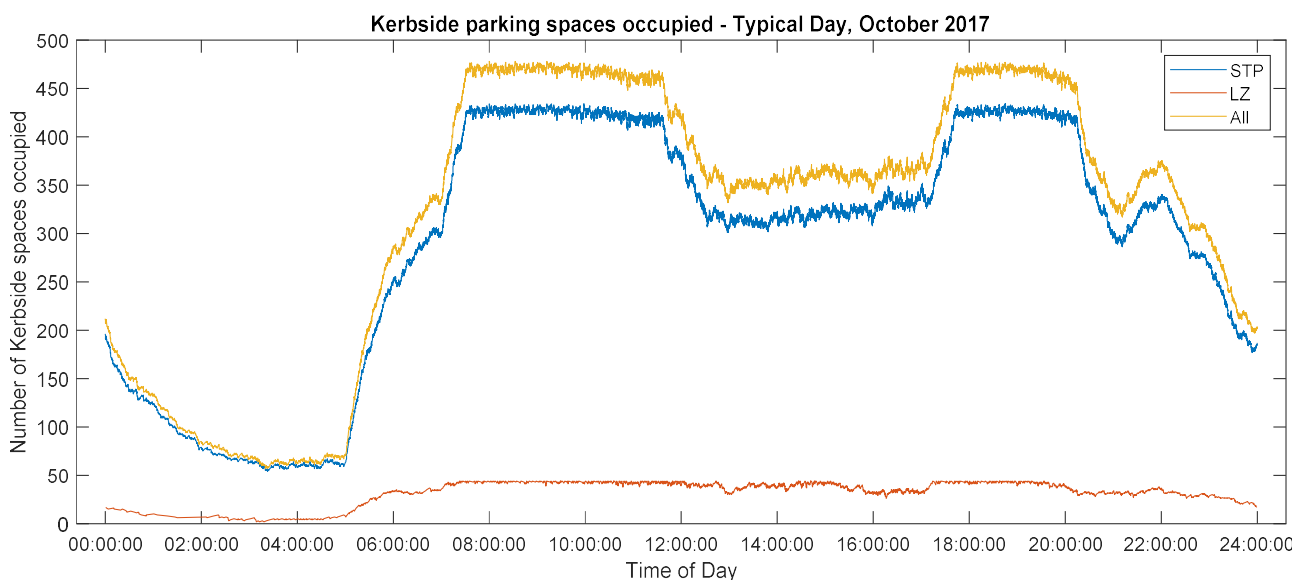 Kerbside parking spaces occupied - Typical Day, October 2017
Number of Kerbside spaces occupied
500
450
400
350
300
250
200
150
100
50
0
STP
LZ
All
00:00:00 02:00:00 04:00:00 06:00:00 08:00:00 10:00:00 12:00:00 14:00:00 16:00:00 18:00:00 20:00:00 22:00:00 24:00:00
Time of Day